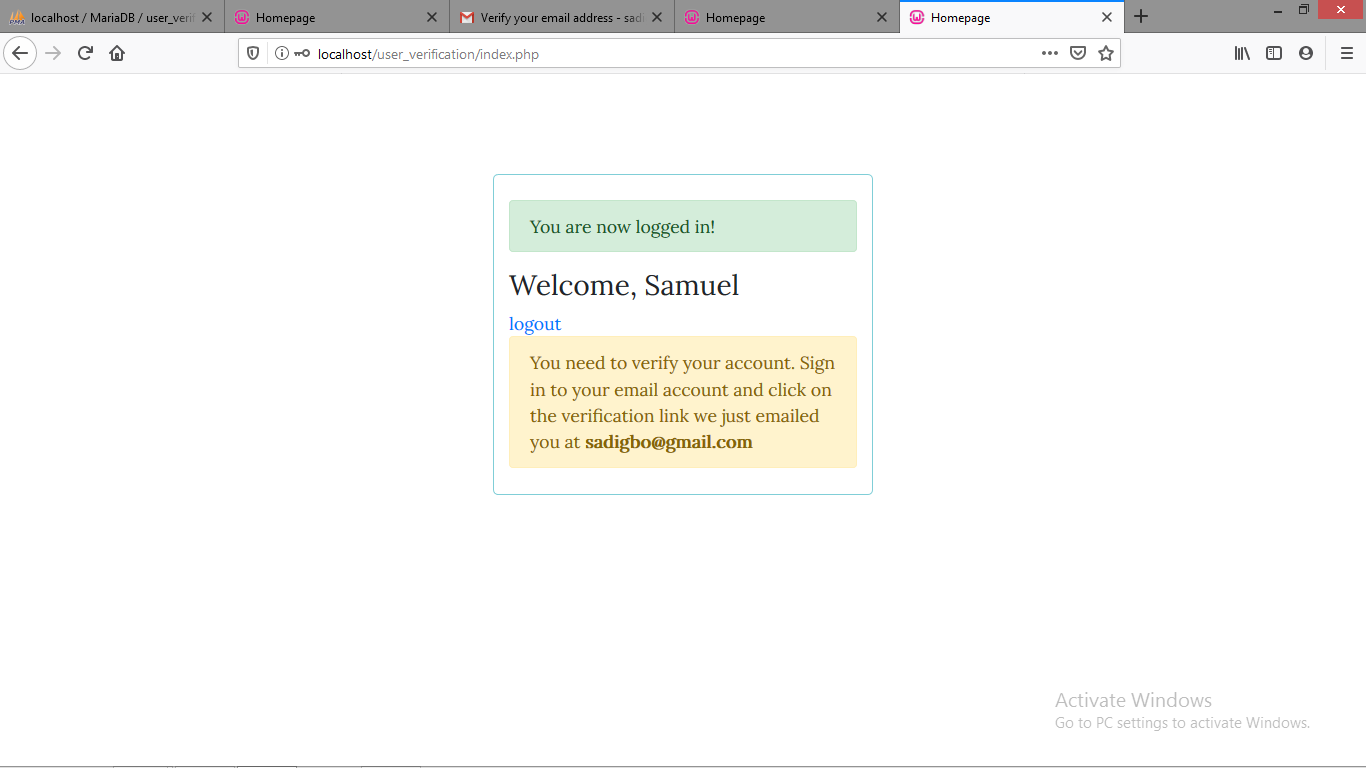 localhost / MariaDB / user_verif
Homepage
Verify your email address - sadi
Homepage
Homepage
localhost/user_verification/index.php
You are now logged in!
Welcome, Samuel
logout
You need to verify your account. Sign
in to your email account and click on
the verification link we just emailed
you at sadigbo@gmail.com
Activate Windows
Go to PC settings to activate Windows.